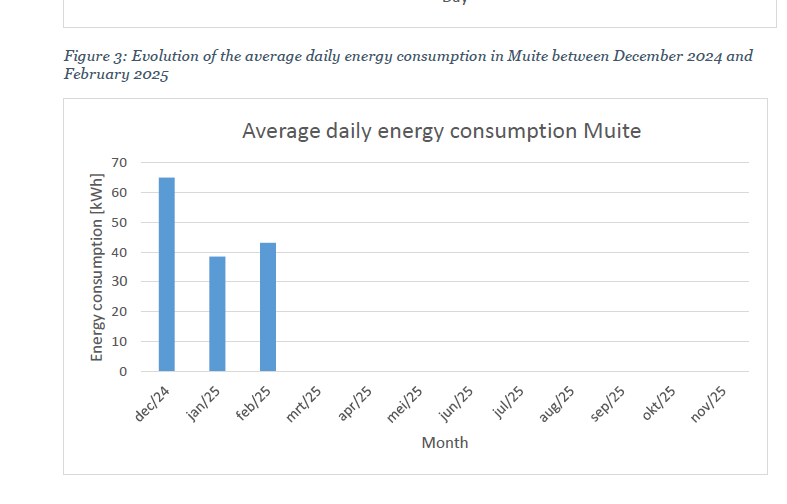 Day
Figure 3: Evolution of the average daily energy consumption in Muite between December 2024 and
February 2025
Average daily energy consumption Muite
Energy consumption [kWh]
70
60
50
40
30
20
10
0
dec/24
jan/25
feb/25
mrt/25
apr/25
mei/25
jun/25
jul/25
aug/25
sep/25
okt/25
nov/25
Month